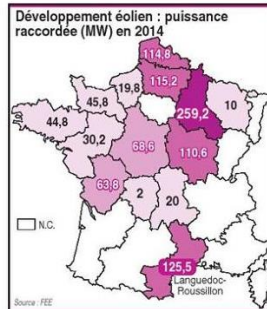 Développement éolien : puissance
raccordée (MW) en 2014
114,8
115,2
19,8
45,8
259,2
10
44,8
30,2
68,6
110,6
63,8
2
20
N.C.
125,5
Languedoc-
Roussillon
Source : FEE